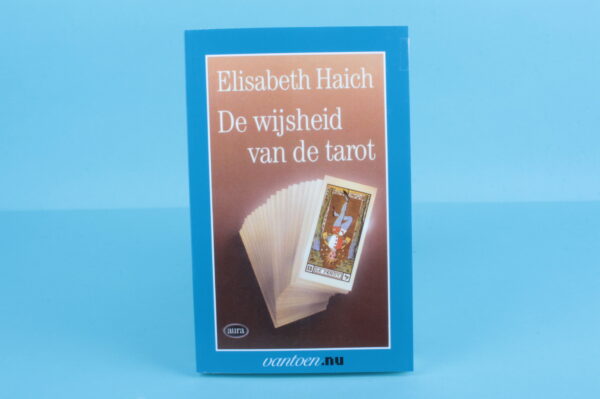 Elisabeth Haich
De wijsheid
van de tarot
aura
vantoen.nu